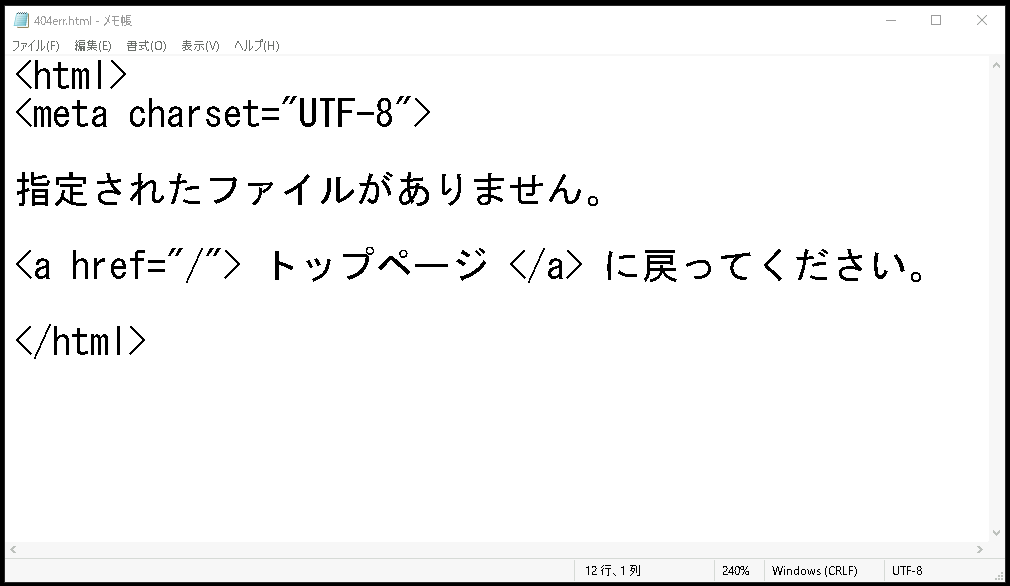 404err.html - メモ帳
ファイル(F) 編集(E) 書式(O) 表示(V) ヘルプ(H)
<html>
<meta charset="UTF-8">
指定されたファイルがありません。
<a href="/"> トップページ </a> に戻ってください。
</html>
12 行、1 列 240% Windows (CRLF) UTF-8